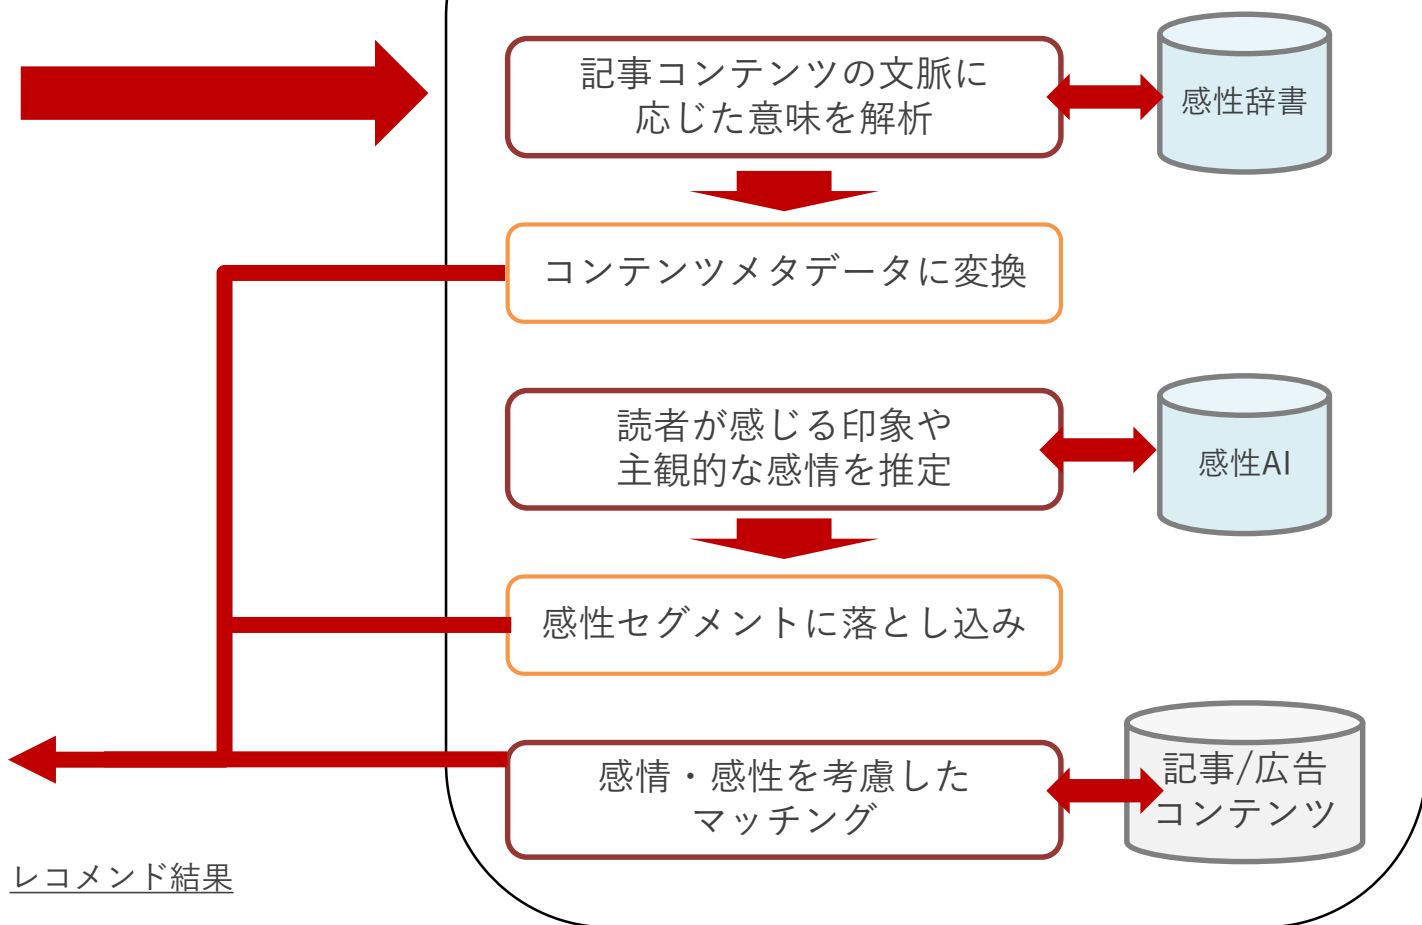 記事コンテンツの文脈に
応じた意味を解析
感性辞書
コンテンツメタデータに変換
読者が感じる印象や
主観的な感情を推定
感性AI
感性セグメントに落とし込み
感情・感性を考慮した
マッチング
記事/広告
コンテンツ
レコメンド結果